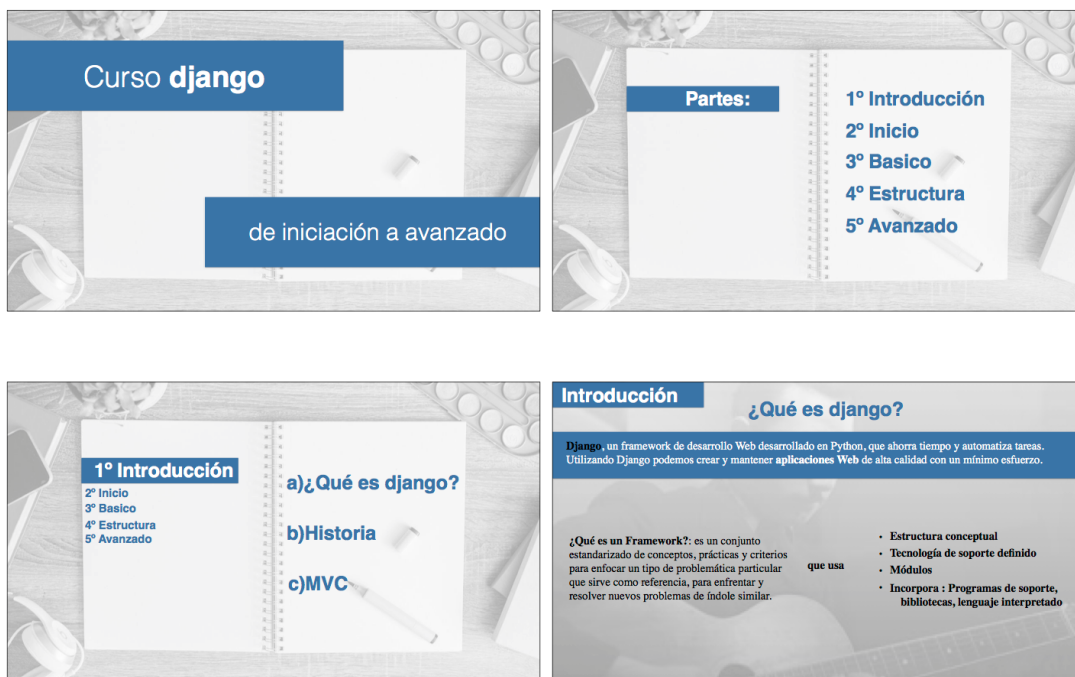 Curso django
de iniciación a avanzado
Partes:
1º Introducción
2º Inicio
3º Basico
4º Estructura
5º Avanzado
1º Introducción
2º Inicio
3º Basico
4º Estructura
5º Avanzado
a)¿Qué es django?
b)Historia
c)MVC
Introducción
¿Qué es django?
Django, un framework de desarrollo Web desarrollado en Python, que ahorra tiempo y automatiza tareas.
Utilizando Django podemos crear y mantener aplicaciones Web de alta calidad con un mínimo esfuerzo.
¿Qué es un Framework?: es un conjunto
estandarizado de conceptos, prácticas y criterios
para enfocar un tipo de problemática particular
que sirve como referencia, para enfrentar y
resolver nuevos problemas de índole similar.
que usa
· Estructura conceptual
· Tecnología de soporte definido
· Módulos
· Incorpora : Programas de soporte,
bibliotecas, lenguaje interpretado